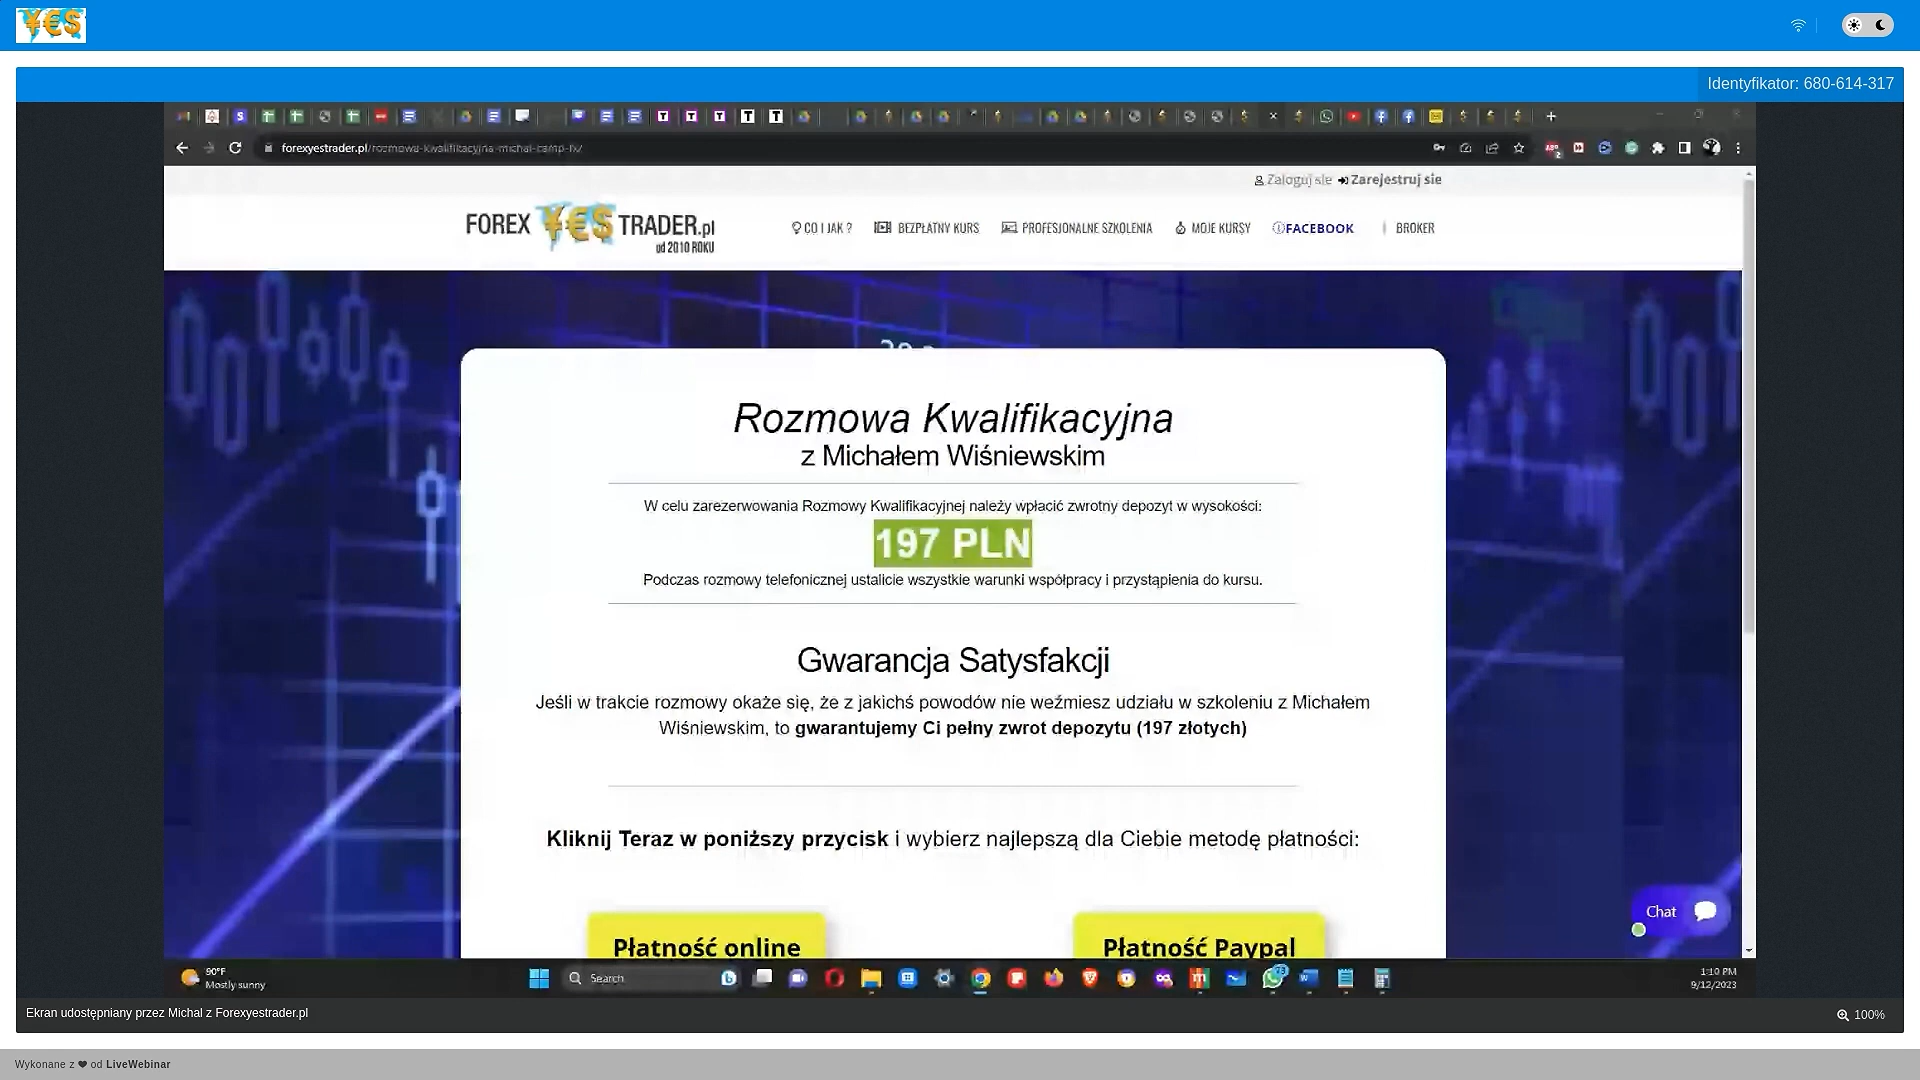 ¥€$
Identyfikator: 680-614-317
forexyestrader.pl/rozmowa-kwalifikacyjna-michal-camp-fx/
Zaloguj sie Zarejestruj sie
FOREX ¥€$ TRADER.pl
od 2010 ROKU
CO I JAK ? BEZPŁATNY KURS PROFESJONALNE SZKOLENIA MOJE KURSY FACEBOOK BROKER
Rozmowa Kwalifikacyjna
z Michałem Wiśniewskim
W celu zarezerwowania Rozmowy Kwalifikacyjnej należy wpłacić zwrotny depozyt w wysokości:
197 PLN
Podczas rozmowy telefonicznej ustalicie wszystkie warunki współpracy i przystąpienia do kursu.
Gwarancja Satysfakcji
Jeśli w trakcie rozmowy okaże się, że z jakichś powodów nie weźmiesz udziału w szkoleniu z Michałem
Wiśniewskim, to gwarantujemy Ci pełny zwrot depozytu (197 złotych)
Kliknij Teraz w poniższy przycisk i wybierz najlepszą dla Ciebie metodę płatności:
Płatność online Płatność Paypal
Chat
90°F
Mostly sunny
Search
1:10 PM
9/12/2023
Ekran udostępniany przez Michal z Forexyestrader.pl
100%
Wykonane z ❤ od LiveWebinar